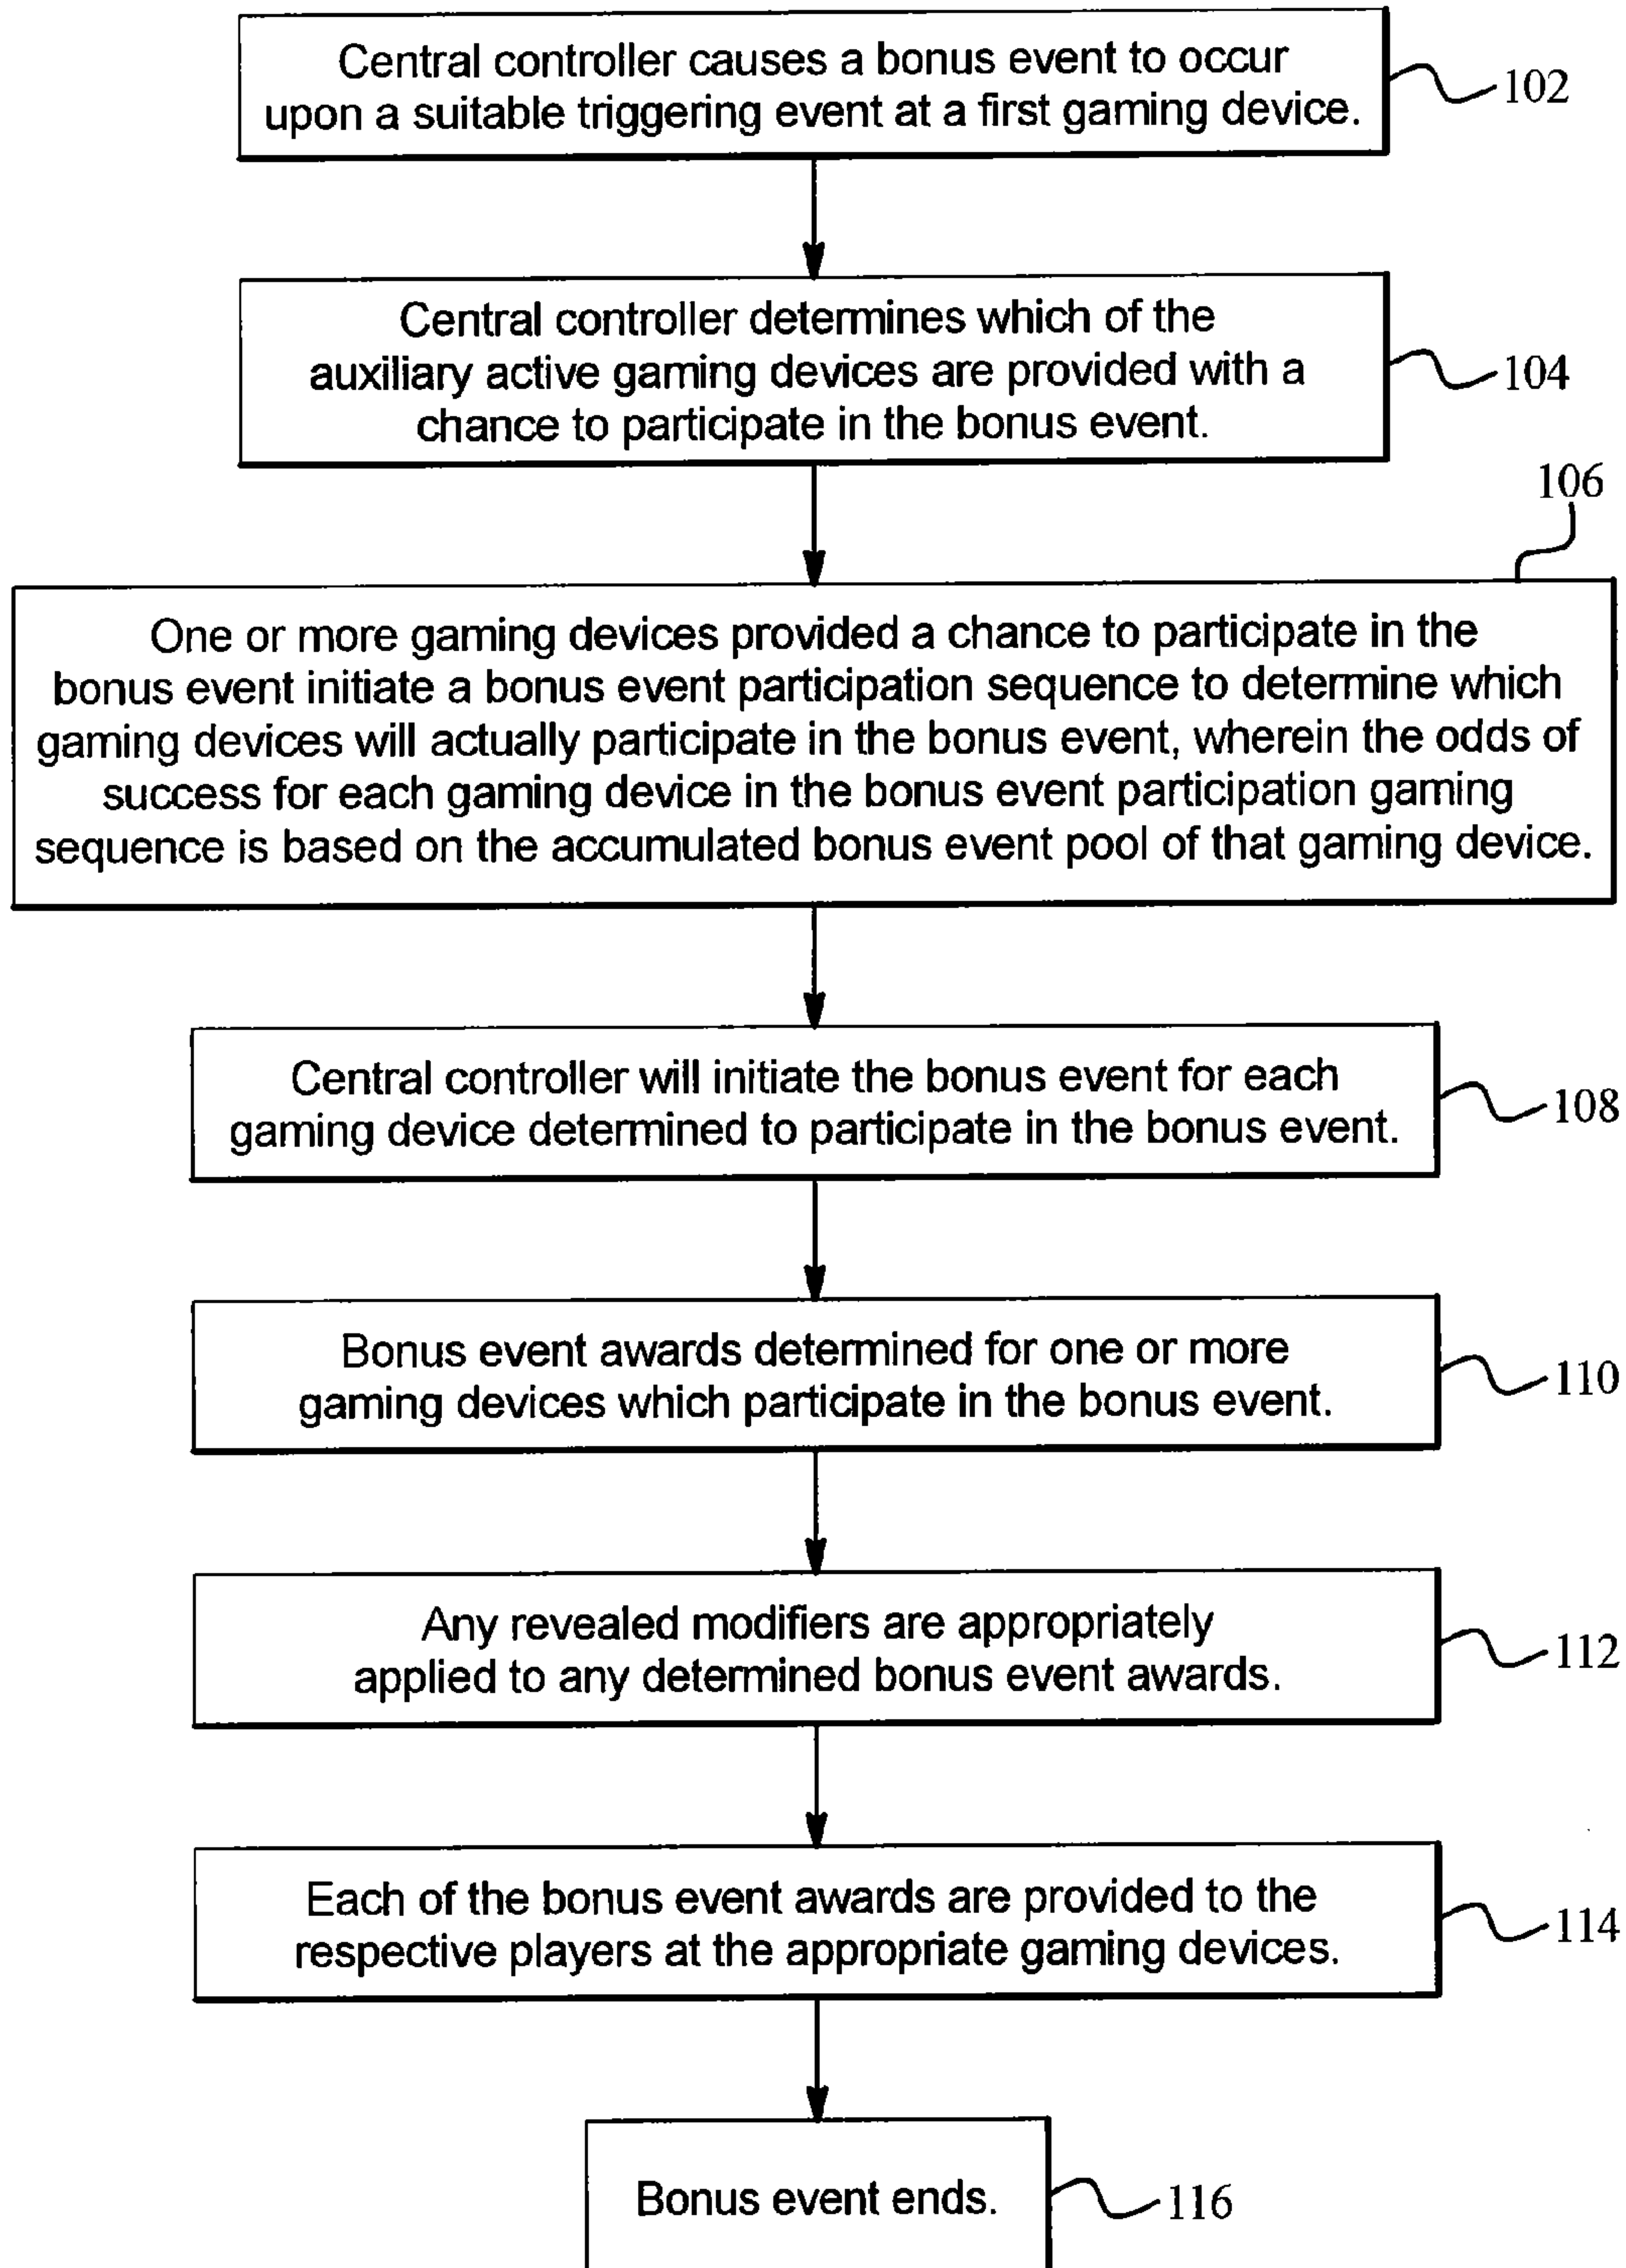 Central controller causes a bonus event to occur
upon a suitable triggering event at a first gaming device.
102
Central controller determines which of the
auxiliary active gaming devices are provided with a
chance to participate in the bonus event.
104
106
One or more gaming devices provided a chance to participate in the
bonus event initiate a bonus event participation sequence to determine which
gaming devices will actually participate in the bonus event, wherein the odds of
success for each gaming device in the bonus event participation gaming
sequence is based on the accumulated bonus event pool of that gaming device.
Central controller will initiate the bonus event for each
gaming device determined to participate in the bonus event.
108
Bonus event awards determined for one or more
gaming devices which participate in the bonus event.
110
Any revealed modifiers are appropriately
applied to any determined bonus event awards.
112
Each of the bonus event awards are provided to the
respective players at the appropriate gaming devices.
114
Bonus event ends.
116